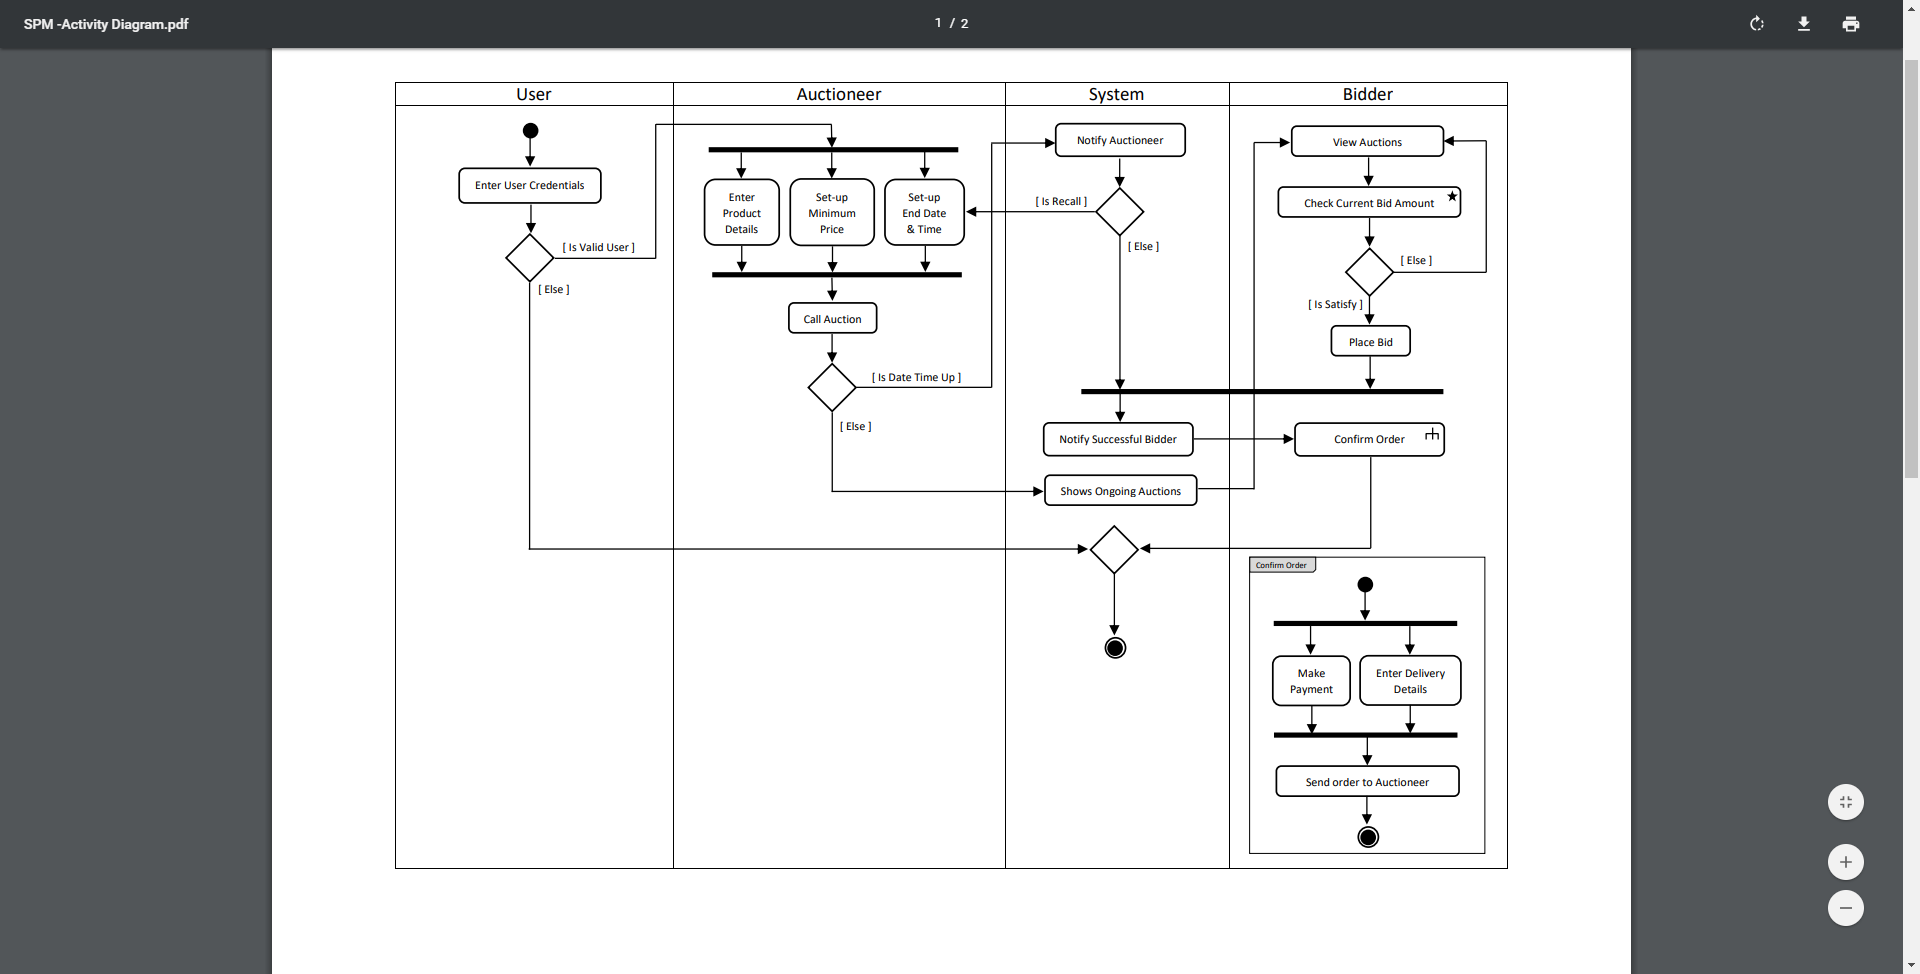 SPM -Activity Diagram.pdf
1 / 2
User
Auctioneer
System
Bidder
Enter User Credentials
[ Is Valid User ]
[ Else ]
Enter
Product
Details
Set-up
Minimum
Price
Set-up
End Date
& Time
Call Auction
[ Is Date Time Up ]
[ Else ]
Notify Auctioneer
[ Is Recall ]
[ Else ]
Notify Successful Bidder
Shows Ongoing Auctions
View Auctions
Check Current Bid Amount
[ Else ]
[ Is Satisfy ]
Place Bid
Confirm Order
Confirm Order
Make
Payment
Enter Delivery
Details
Send order to Auctioneer